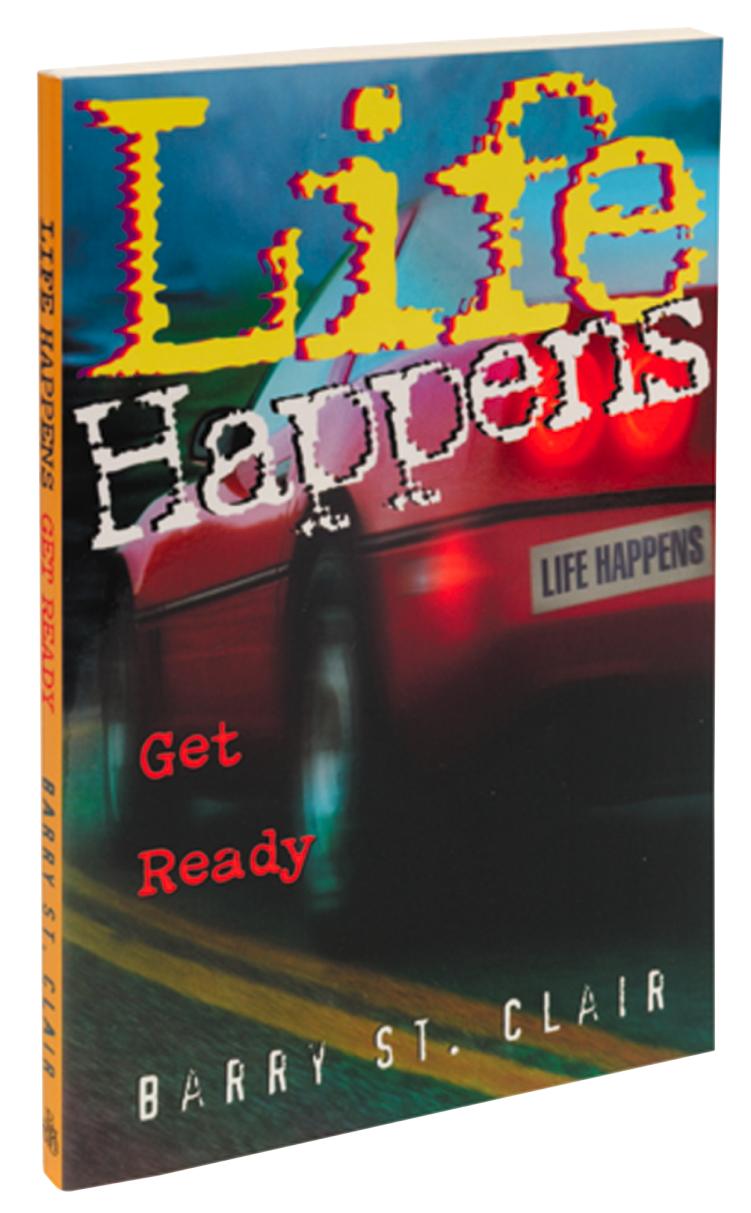 Life
Happens
LIFE HAPPENS
Get
Ready
BARRY ST. CLAIR
LIFE HAPPENS GET READY BARRY ST. CLAIR